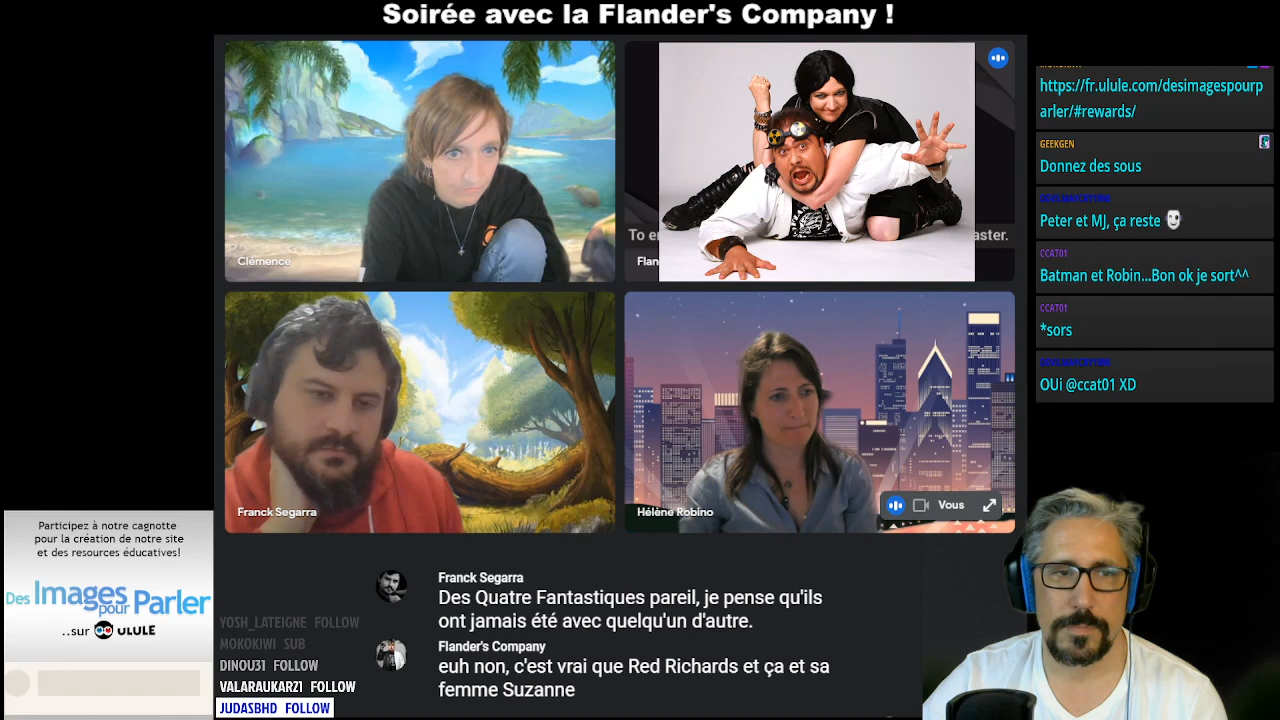 Soirée avec la Flander's Company !
Clémence
To en
aster.
Flan
Franck Segarra
Hélène Robino
Vous
https://fr.ulule.com/desimagespourp
arler/#rewards/
GEEKGEN
Donnez des sous
Peter et MJ, ça reste
CCAT01
Batman et Robin...Bon ok je sort^^
CCAT01
*sors
OUi @ccat01 XD
Participez à notre cagnotte
pour la création de notre site
et des resources éducatives!
Des Images pour Parler
..sur ULULE
VOSH_LATEIGNE FOLLOW
MOKOKIWI SUB
DINOU31 FOLLOW
VALARAUKARZ1 FOLLOW
JUDASBHD FOLLOW
Franck Segarra
Des Quatre Fantastiques pareil, je pense qu'ils
ont jamais été avec quelqu'un d'autre.
Flander's Company
euh non, c'est vrai que Red Richards et ça et sa
femme Suzanne